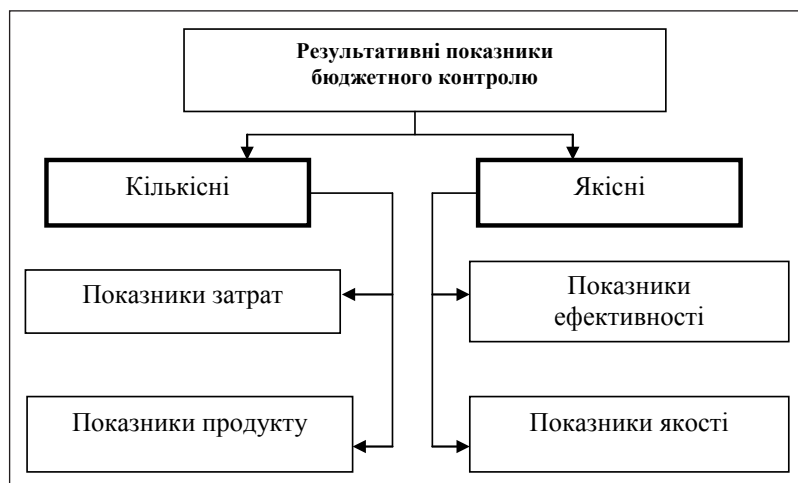 Результативні показники
бюджетного контролю
Кількісні
Якісні
Показники затрат
Показники
ефективності
Показники продукту
Показники якості